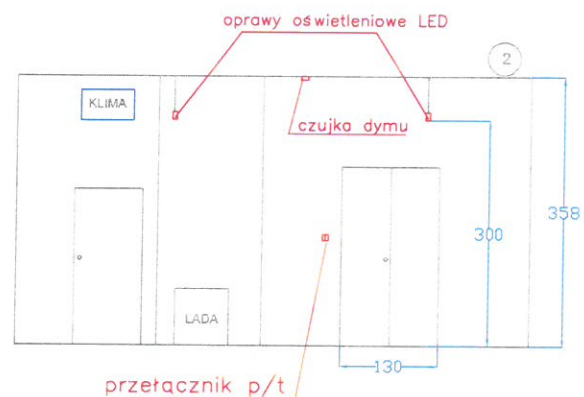 oprawy oświetleniowe LED
2
KLIMA
czujka dymu
358
300
LADA
130
przełącznik p/t